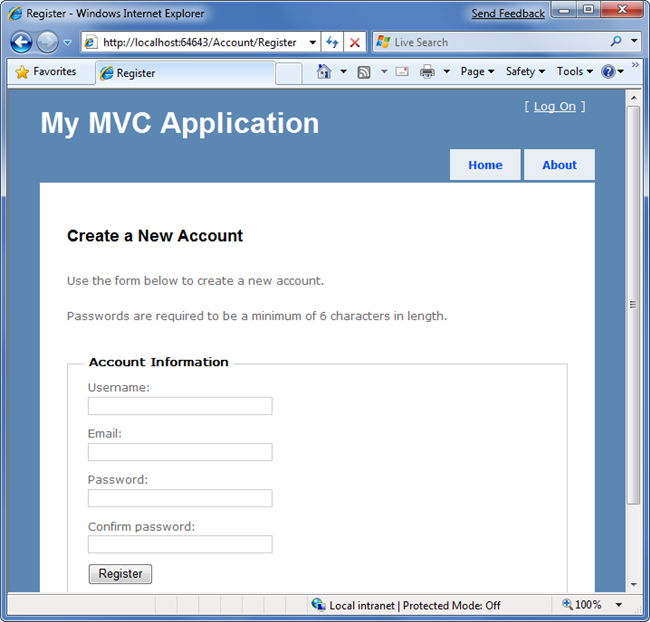 Register - Windows Internet Explorer
Send Feedback
http://localhost:64643/Account/Register
Live Search
Favorites
Register
Page
Safety
Tools
[ Log On ]
My MVC Application
Home
About
Create a New Account
Use the form below to create a new account.
Passwords are required to be a minimum of 6 characters in length.
Account Information
Username:
Email:
Password:
Confirm password:
Register
Local intranet | Protected Mode: Off
100%